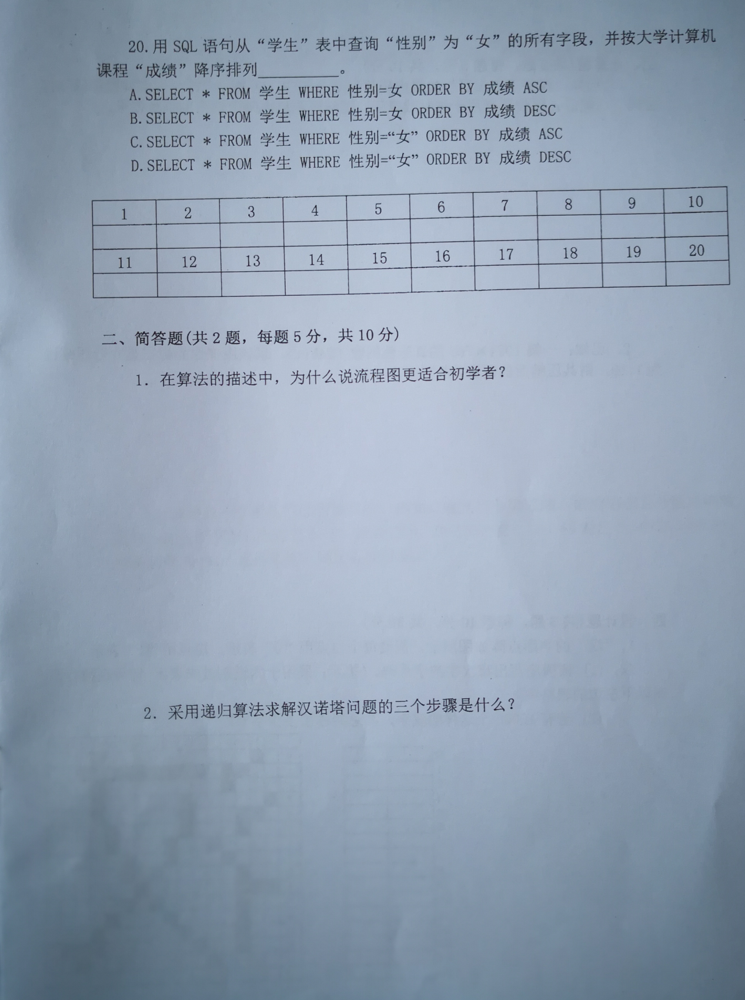 20.用 SQL 语句从“学生”表中查询“性别”为“女”的所有字段，并按大学计算机
课程“成绩”降序排列__________。
A.SELECT * FROM 学生 WHERE 性别=女 ORDER BY 成绩 ASC
B.SELECT * FROM 学生 WHERE 性别=女 ORDER BY 成绩 DESC
C.SELECT * FROM 学生 WHERE 性别=“女” ORDER BY 成绩 ASC
D.SELECT * FROM 学生 WHERE 性别=“女” ORDER BY 成绩 DESC
1 2 3 4 5 6 7 8 9 10
11 12 13 14 15 16 17 18 19 20
二、简答题(共 2 题，每题 5 分，共 10 分)
1. 在算法的描述中，为什么说流程图更适合初学者？
2. 采用递归算法求解汉诺塔问题的三个步骤是什么？